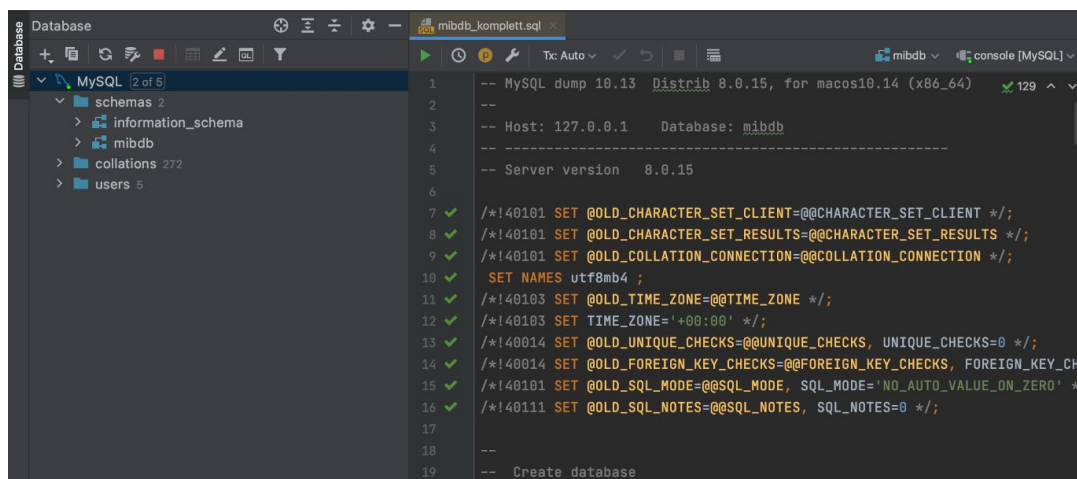 Database
Database
mibdb_komplett.sql
QL
Tx: Auto
mibdb
console [MySQL]
MySQL 2 of 5
schemas 2
information_schema
mibdb
collations 272
users 5
129
1 -- MySQL dump 10.13  Distrib 8.0.15, for macos10.14 (x86_64)
2 --
3 -- Host: 127.0.0.1    Database: mibdb
4 -- ------------------------------------------------------
5 -- Server version   8.0.15
6
7 /*!40101 SET @OLD_CHARACTER_SET_CLIENT=@@CHARACTER_SET_CLIENT */;
8 /*!40101 SET @OLD_CHARACTER_SET_RESULTS=@@CHARACTER_SET_RESULTS */;
9 /*!40101 SET @OLD_COLLATION_CONNECTION=@@COLLATION_CONNECTION */;
10 SET NAMES utf8mb4 ;
11 /*!40103 SET @OLD_TIME_ZONE=@@TIME_ZONE */;
12 /*!40103 SET TIME_ZONE='+00:00' */;
13 /*!40014 SET @OLD_UNIQUE_CHECKS=@@UNIQUE_CHECKS, UNIQUE_CHECKS=0 */;
14 /*!40014 SET @OLD_FOREIGN_KEY_CHECKS=@@FOREIGN_KEY_CHECKS, FOREIGN_KEY_CH
15 /*!40101 SET @OLD_SQL_MODE=@@SQL_MODE, SQL_MODE='NO_AUTO_VALUE_ON_ZERO' *
16 /*!40111 SET @OLD_SQL_NOTES=@@SQL_NOTES, SQL_NOTES=0 */;
17
18 --
19 --  Create database